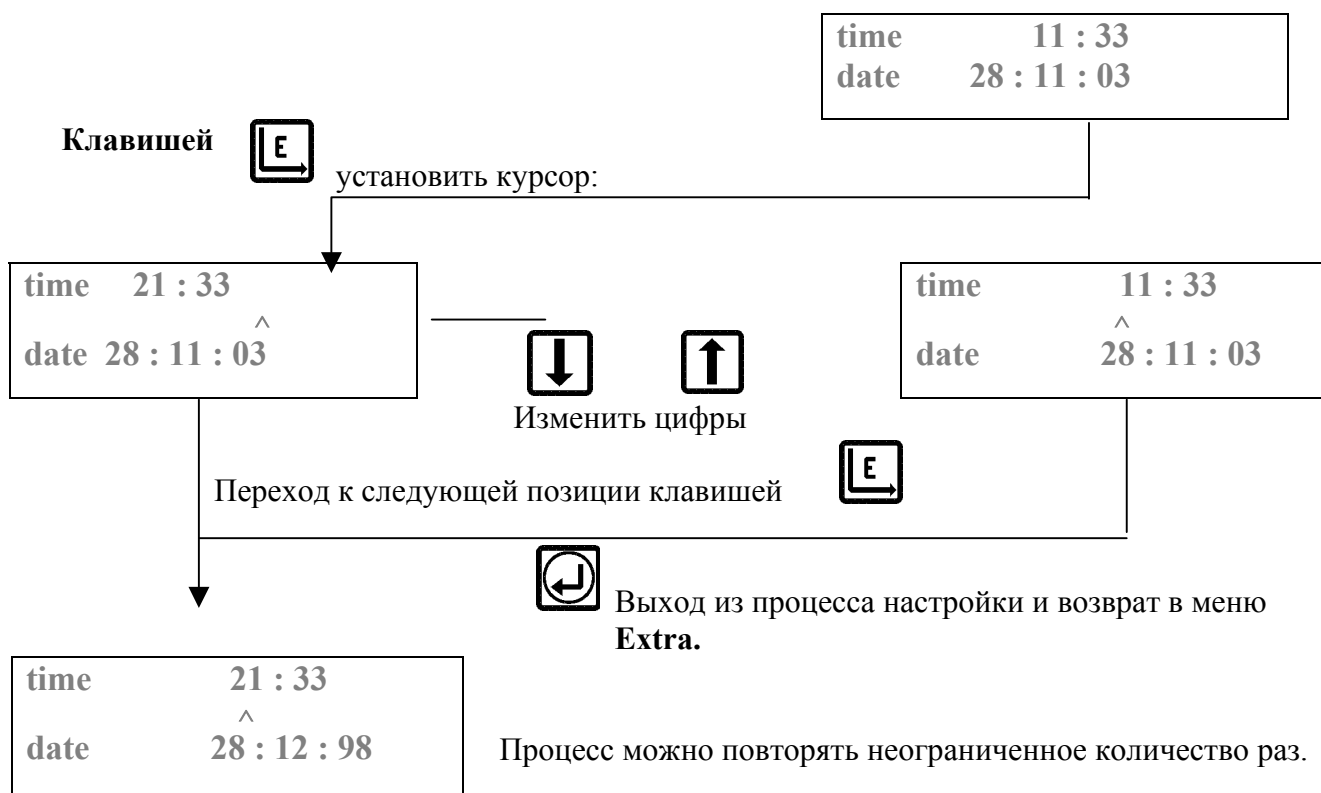 time 11 : 33
date 28 : 11 : 03
Клавишей E
установить курсор:
time 21 : 33
^
date 28 : 11 : 03
time 11 : 33
^
date 28 : 11 : 03
Изменить цифры
Переход к следующей позиции клавишей E
Выход из процесса настройки и возврат в меню
Extra.
time 21 : 33
^
date 28 : 12 : 98
Процесс можно повторять неограниченное количество раз.